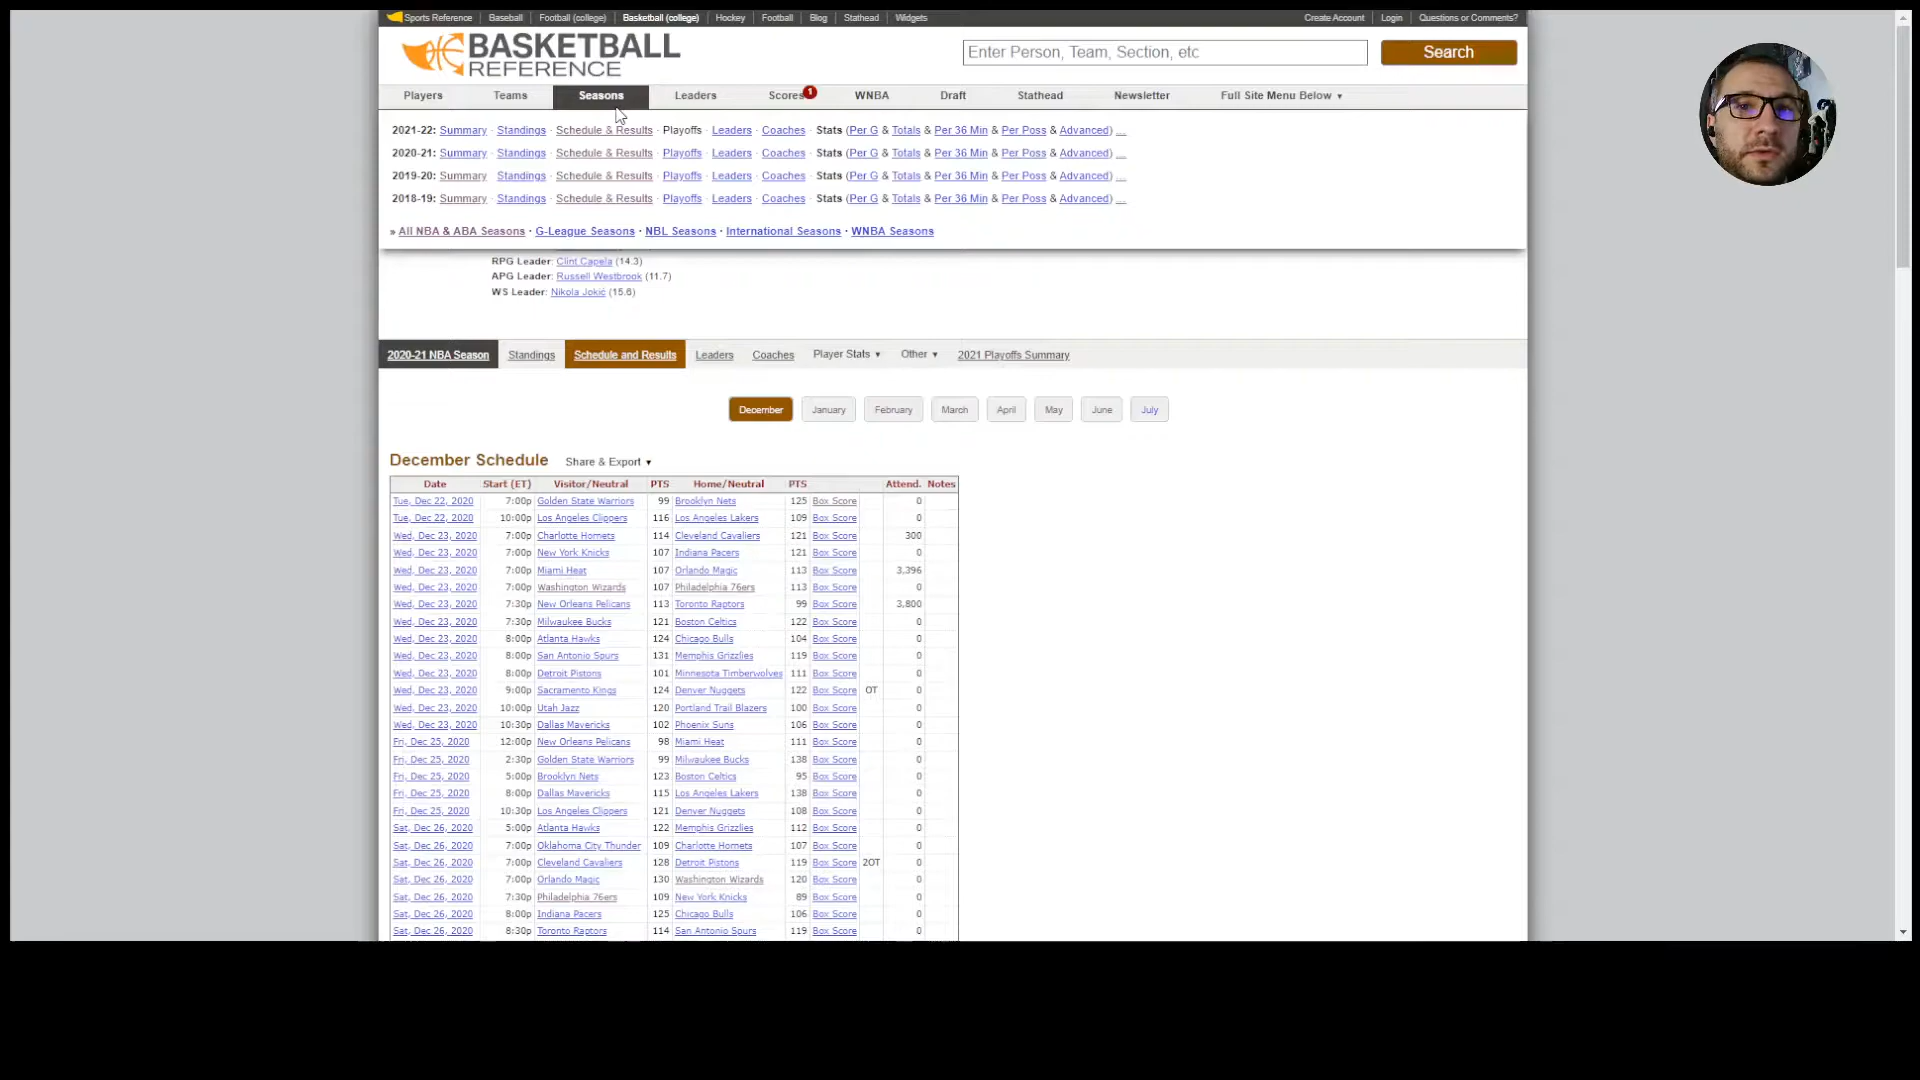 Sports Reference Baseball Football (college) Basketball (college) Hockey Football Blog Stathead Widgets Create Account Login Questions or Comments?
BASKETBALL
REFERENCE
Enter Person, Team, Section, etc Search
Players Teams Seasons Leaders Scores 1 WNBA Draft Stathead Newsletter Full Site Menu Below ▼
2021-22: Summary · Standings · Schedule & Results · Playoffs · Leaders · Coaches · Stats (Per G & Totals & Per 36 Min & Per Poss & Advanced) ...
2020-21: Summary · Standings · Schedule & Results · Playoffs · Leaders · Coaches · Stats (Per G & Totals & Per 36 Min & Per Poss & Advanced) ...
2019-20: Summary · Standings · Schedule & Results · Playoffs · Leaders · Coaches · Stats (Per G & Totals & Per 36 Min & Per Poss & Advanced) ...
2018-19: Summary · Standings · Schedule & Results · Playoffs · Leaders · Coaches · Stats (Per G & Totals & Per 36 Min & Per Poss & Advanced) ...
» All NBA & ABA Seasons · G-League Seasons · NBL Seasons · International Seasons · WNBA Seasons
RPG Leader: Clint Capela (14.3)
APG Leader: Russell Westbrook (11.7)
WS Leader: Nikola Jokić (15.6)
2020-21 NBA Season Standings Schedule and Results Leaders Coaches Player Stats ▼ Other ▼ 2021 Playoffs Summary
December January February March April May June July
December Schedule Share & Export ▼
Date Start (ET) Visitor/Neutral PTS Home/Neutral PTS Attend. Notes
Tue, Dec 22, 2020 7:00p Golden State Warriors 99 Brooklyn Nets 125 Box Score 0
Tue, Dec 22, 2020 10:00p Los Angeles Clippers 116 Los Angeles Lakers 109 Box Score 0
Wed, Dec 23, 2020 7:00p Charlotte Hornets 114 Cleveland Cavaliers 121 Box Score 300
Wed, Dec 23, 2020 7:00p New York Knicks 107 Indiana Pacers 121 Box Score 0
Wed, Dec 23, 2020 7:00p Miami Heat 107 Orlando Magic 113 Box Score 3,396
Wed, Dec 23, 2020 7:00p Washington Wizards 107 Philadelphia 76ers 113 Box Score 0
Wed, Dec 23, 2020 7:30p New Orleans Pelicans 113 Toronto Raptors 99 Box Score 3,800
Wed, Dec 23, 2020 7:30p Milwaukee Bucks 121 Boston Celtics 122 Box Score 0
Wed, Dec 23, 2020 8:00p Atlanta Hawks 124 Chicago Bulls 104 Box Score 0
Wed, Dec 23, 2020 8:00p San Antonio Spurs 131 Memphis Grizzlies 119 Box Score 0
Wed, Dec 23, 2020 8:00p Detroit Pistons 101 Minnesota Timberwolves 111 Box Score 0
Wed, Dec 23, 2020 9:00p Sacramento Kings 124 Denver Nuggets 122 Box Score OT 0
Wed, Dec 23, 2020 10:00p Utah Jazz 120 Portland Trail Blazers 100 Box Score 0
Wed, Dec 23, 2020 10:30p Dallas Mavericks 102 Phoenix Suns 106 Box Score 0
Fri, Dec 25, 2020 12:00p New Orleans Pelicans 98 Miami Heat 111 Box Score 0
Fri, Dec 25, 2020 2:30p Golden State Warriors 99 Milwaukee Bucks 138 Box Score 0
Fri, Dec 25, 2020 5:00p Brooklyn Nets 123 Boston Celtics 95 Box Score 0
Fri, Dec 25, 2020 8:00p Dallas Mavericks 115 Los Angeles Lakers 138 Box Score 0
Fri, Dec 25, 2020 10:30p Los Angeles Clippers 121 Denver Nuggets 108 Box Score 0
Sat, Dec 26, 2020 5:00p Atlanta Hawks 122 Memphis Grizzlies 112 Box Score 0
Sat, Dec 26, 2020 7:00p Oklahoma City Thunder 109 Charlotte Hornets 107 Box Score 0
Sat, Dec 26, 2020 7:00p Cleveland Cavaliers 128 Detroit Pistons 119 Box Score 2OT 0
Sat, Dec 26, 2020 7:00p Orlando Magic 130 Washington Wizards 120 Box Score 0
Sat, Dec 26, 2020 7:30p Philadelphia 76ers 109 New York Knicks 89 Box Score 0
Sat, Dec 26, 2020 8:00p Indiana Pacers 125 Chicago Bulls 106 Box Score 0
Sat, Dec 26, 2020 8:30p Toronto Raptors 114 San Antonio Spurs 119 Box Score 0